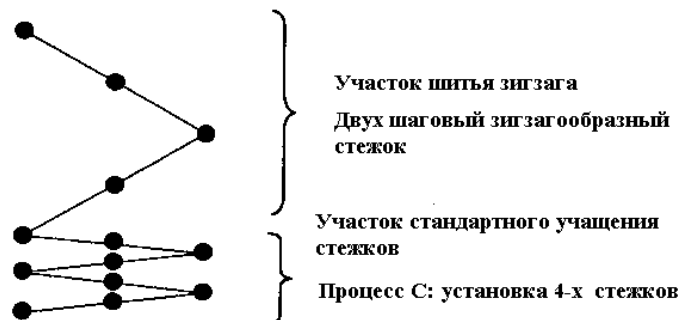 Участок шитья зигзага
Двух шаговый зигзагообразный
стежок
Участок стандартного учащения
стежков
Процесс С: установка 4-х стежков